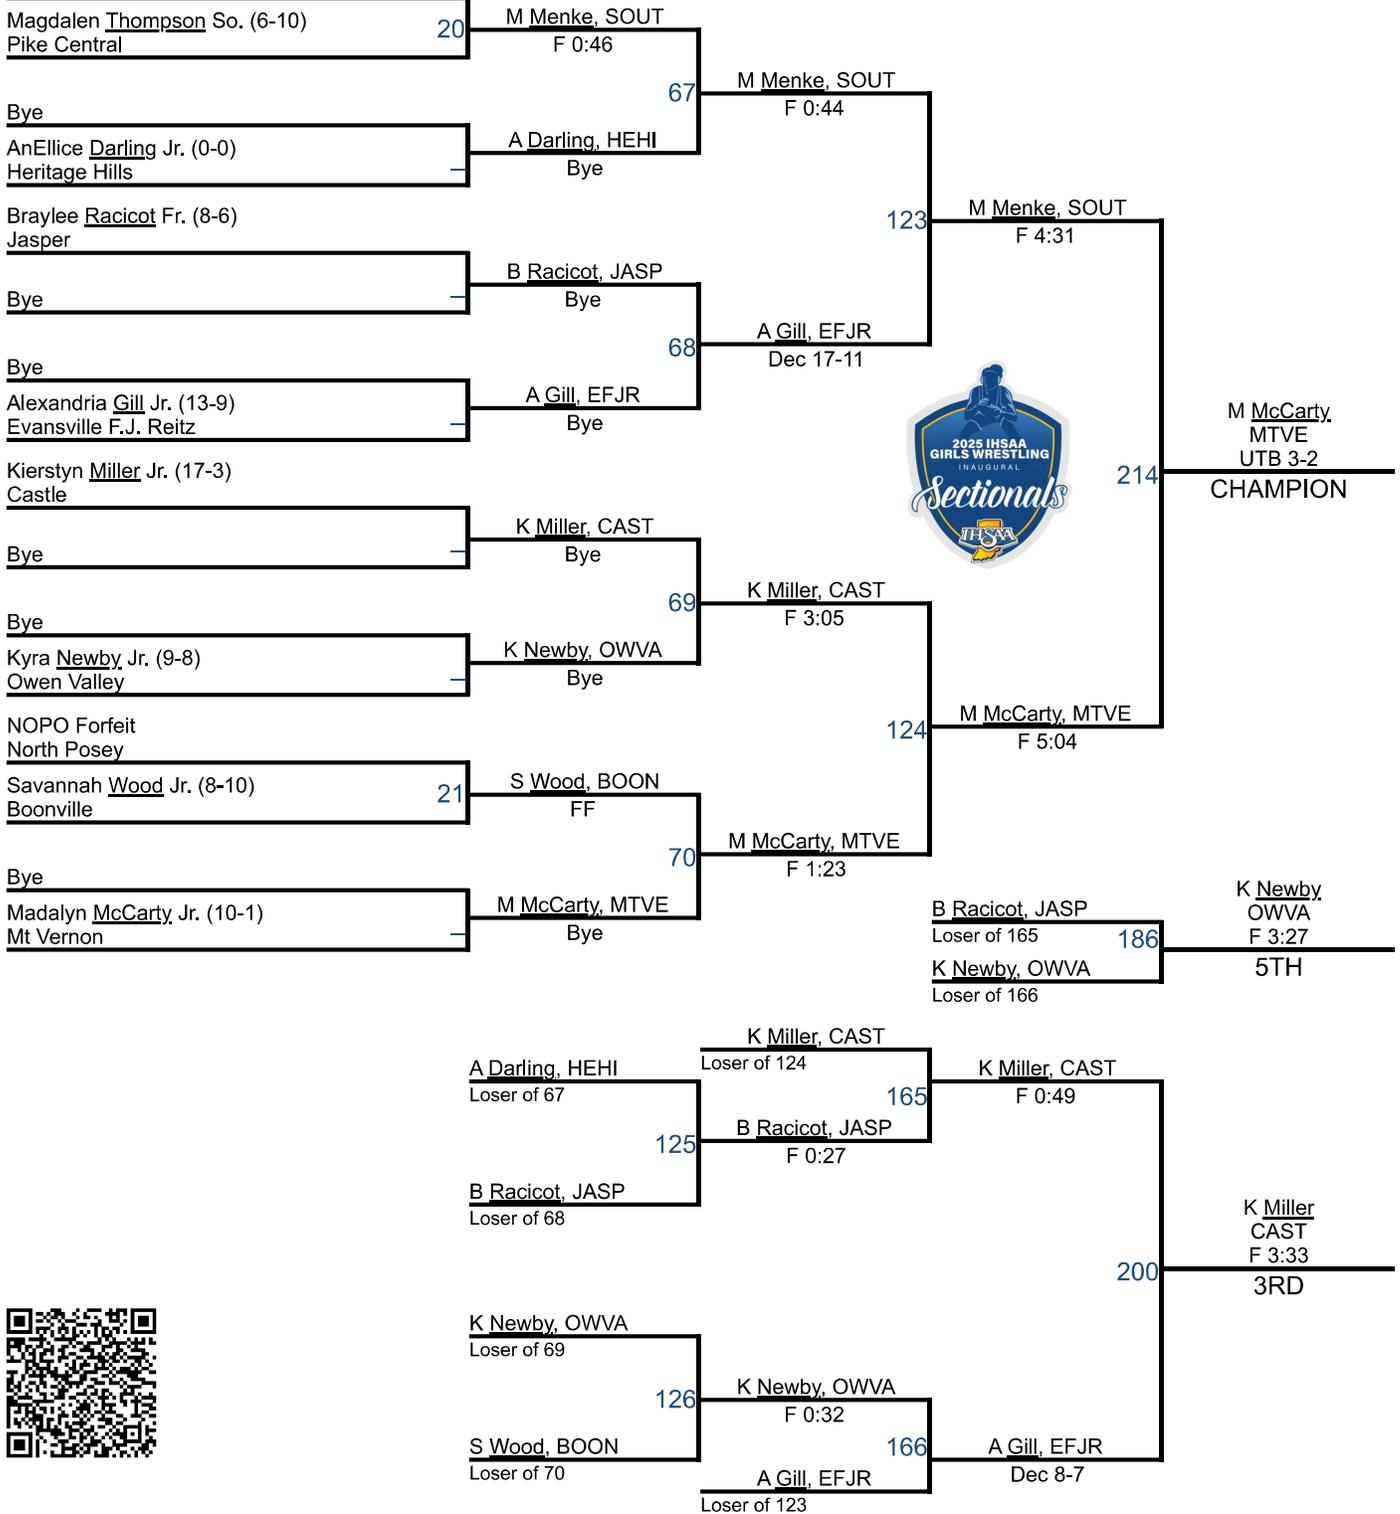 Magdalen Thompson So. (6-10)
Pike Central
20
M Menke, SOUT
F 0:46
67
M Menke, SOUT
F 0:44
Bye
AnEllice Darling Jr. (0-0)
Heritage Hills
A Darling, HEHI
Bye
123
M Menke, SOUT
F 4:31
Braylee Racicot Fr. (8-6)
Jasper
Bye
B Racicot, JASP
Bye
68
A Gill, EFJR
Dec 17-11
Bye
Alexandria Gill Jr. (13-9)
Evansville F.J. Reitz
A Gill, EFJR
Bye
2025 IHSAA
GIRLS WRESTLING
INAUGURAL
Sectionals
IHSAA
214
M McCarty
MTVE
UTB 3-2
CHAMPION
Kierstyn Miller Jr. (17-3)
Castle
Bye
K Miller, CAST
Bye
69
K Miller, CAST
F 3:05
Bye
Kyra Newby Jr. (9-8)
Owen Valley
K Newby, OWVA
Bye
124
M McCarty, MTVE
F 5:04
NOPO Forfeit
North Posey
Savannah Wood Jr. (8-10)
Boonville
21
S Wood, BOON
FF
70
M McCarty, MTVE
F 1:23
Bye
Madalyn McCarty Jr. (10-1)
Mt Vernon
M McCarty, MTVE
Bye
B Racicot, JASP
Loser of 165
186
K Newby, OWVA
Loser of 166
K Newby
OWVA
F 3:27
5TH
A Darling, HEHI
Loser of 67
125
B Racicot, JASP
Loser of 68
K Miller, CAST
Loser of 124
165
B Racicot, JASP
F 0:27
K Miller, CAST
F 0:49
200
K Miller
CAST
F 3:33
3RD
K Newby, OWVA
Loser of 69
126
S Wood, BOON
Loser of 70
K Newby, OWVA
F 0:32
166
A Gill, EFJR
Loser of 123
A Gill, EFJR
Dec 8-7